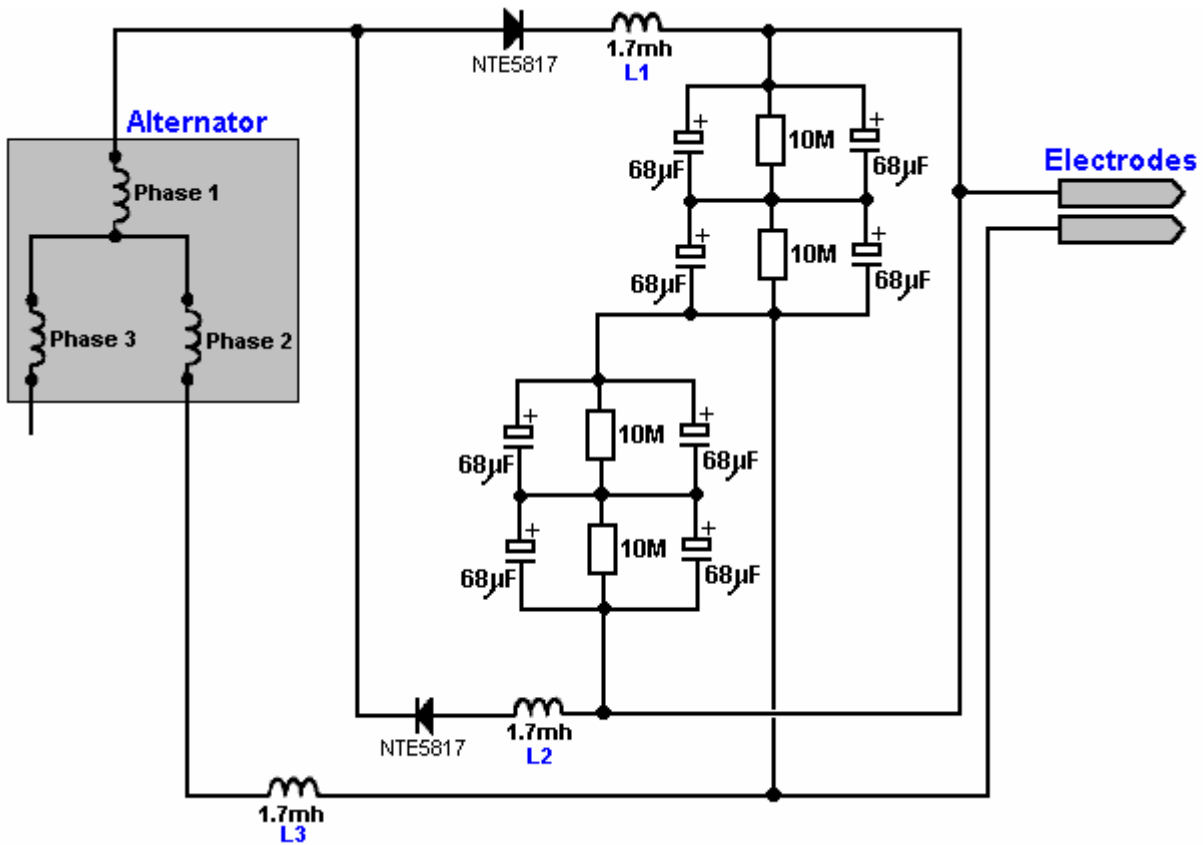 NTE5817
1.7mh
L1
Alternator
Phase 1
Phase 3
Phase 2
+
68µF
10M
+
68µF
+
68µF
10M
+
68µF
Electrodes
+
68µF
10M
+
68µF
+
68µF
10M
+
68µF
NTE5817
1.7mh
L2
1.7mh
L3